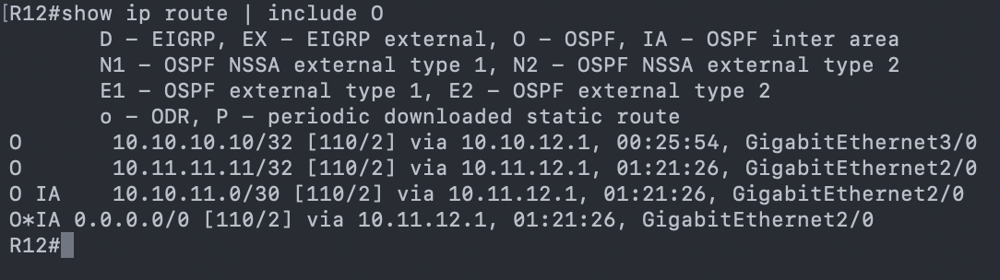 [R12#show ip route | include O
       D – EIGRP, EX – EIGRP external, O – OSPF, IA – OSPF inter area
       N1 – OSPF NSSA external type 1, N2 – OSPF NSSA external type 2
       E1 – OSPF external type 1, E2 – OSPF external type 2
       o – ODR, P – periodic downloaded static route
O       10.10.10.10/32 [110/2] via 10.10.12.1, 00:25:54, GigabitEthernet3/0
O       10.11.11.11/32 [110/2] via 10.11.12.1, 01:21:26, GigabitEthernet2/0
O IA    10.10.11.0/30 [110/2] via 10.11.12.1, 01:21:26, GigabitEthernet2/0
O*IA 0.0.0.0/0 [110/2] via 10.11.12.1, 01:21:26, GigabitEthernet2/0
R12#